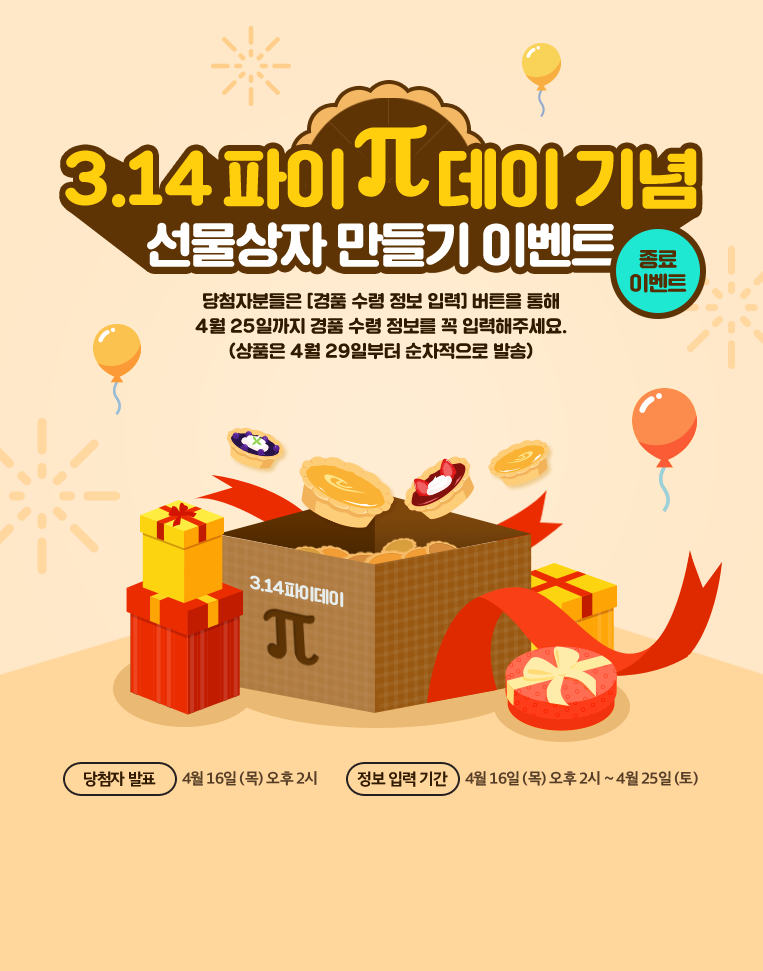 3.14 파이 π 데이 기념
선물상자 만들기 이벤트
종료
이벤트
당첨자분들은 [경품 수령 정보 입력] 버튼을 통해
4월 25일까지 경품 수령 정보를 꼭 입력해주세요.
(상품은 4월 29일부터 순차적으로 발송)
3.14파이데이
π
당첨자 발표 4월 16일 (목) 오후 2시
정보 입력 기간 4월 16일 (목) 오후 2시 ~ 4월 25일 (토)